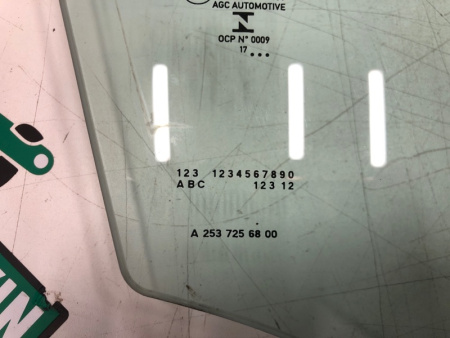 AGC AUTOMOTIVE
OCP N° 0009
17 ...
123 1234567890
ABC 123 12
A 253 725 68 00